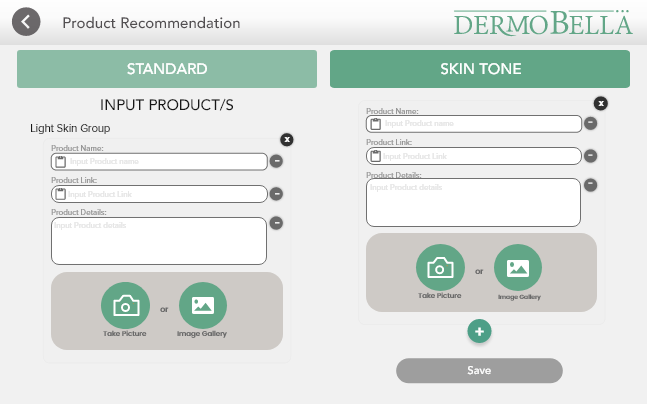 Product Recommendation
DERMOBELLA
STANDARD
SKIN TONE
INPUT PRODUCT/S
Light Skin Group
x
Product Name:
Input Product name
Product Link:
Input Product Link
Product Details:
Input Product details
Take Picture
or
Image Gallery
x
Product Name:
Input Product name
Product Link:
Input Product Link
Product Details:
Input Product details
Take Picture
or
Image Gallery
Save